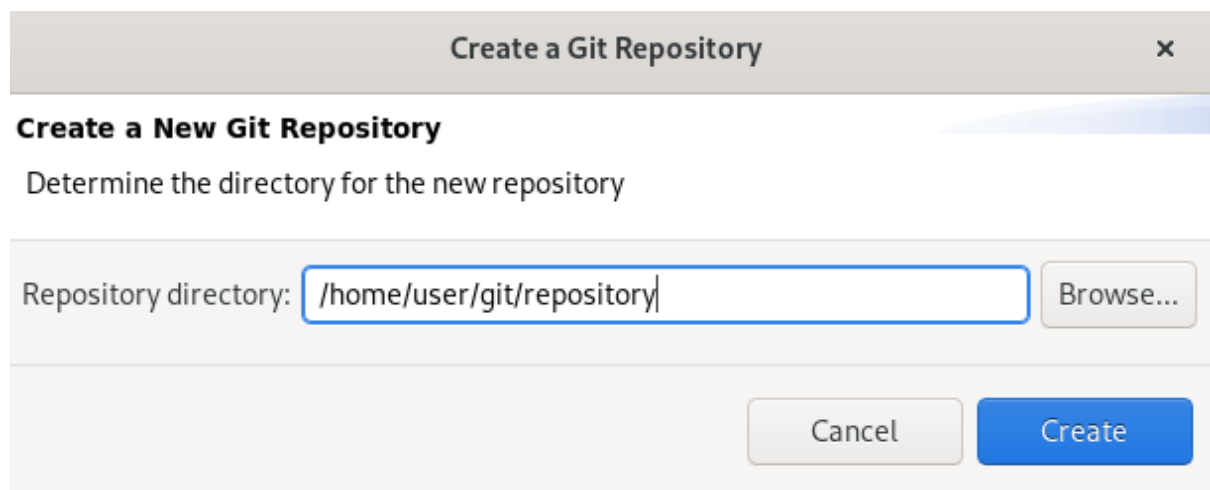 Create a Git Repository ×
Create a New Git Repository
Determine the directory for the new repository
Repository directory: /home/user/git/repository Browse...
Cancel Create